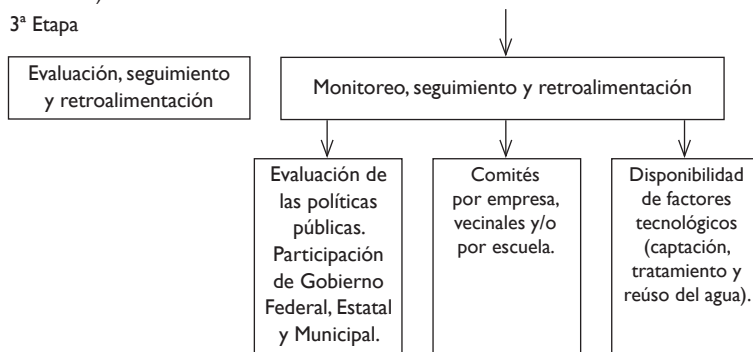 3ª Etapa
Evaluación, seguimiento
y retroalimentación
Monitoreo, seguimiento y retroalimentación
Evaluación de
las políticas
públicas.
Participación
de Gobierno
Federal, Estatal
y Municipal.
Comités
por empresa,
vecinales y/o
por escuela.
Disponibilidad
de factores
tecnológicos
(captación,
tratamiento y
reúso del agua).